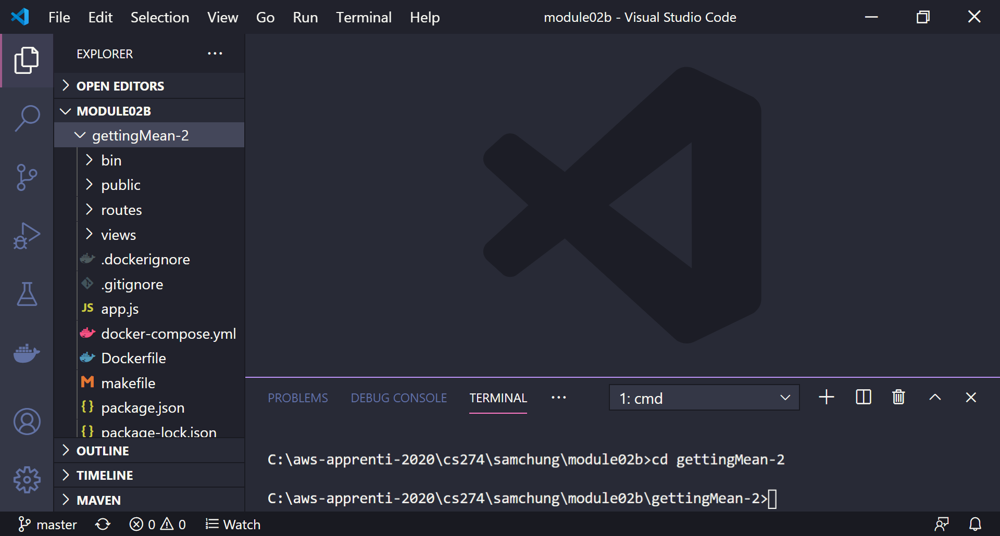 File Edit Selection View Go Run Terminal Help module02b - Visual Studio Code
EXPLORER
OPEN EDITORS
MODULE02B
gettingMean-2
bin
public
routes
views
.dockerignore
.gitignore
JS app.js
docker-compose.yml
Dockerfile
M makefile
{} package.json
{} package-lock.json
OUTLINE
TIMELINE
MAVEN
PROBLEMS DEBUG CONSOLE TERMINAL ··· 1: cmd
C:\aws-apprenti-2020\cs274\samchung\module02b>cd gettingMean-2
C:\aws-apprenti-2020\cs274\samchung\module02b\gettingMean-2>
master 0 0 Watch